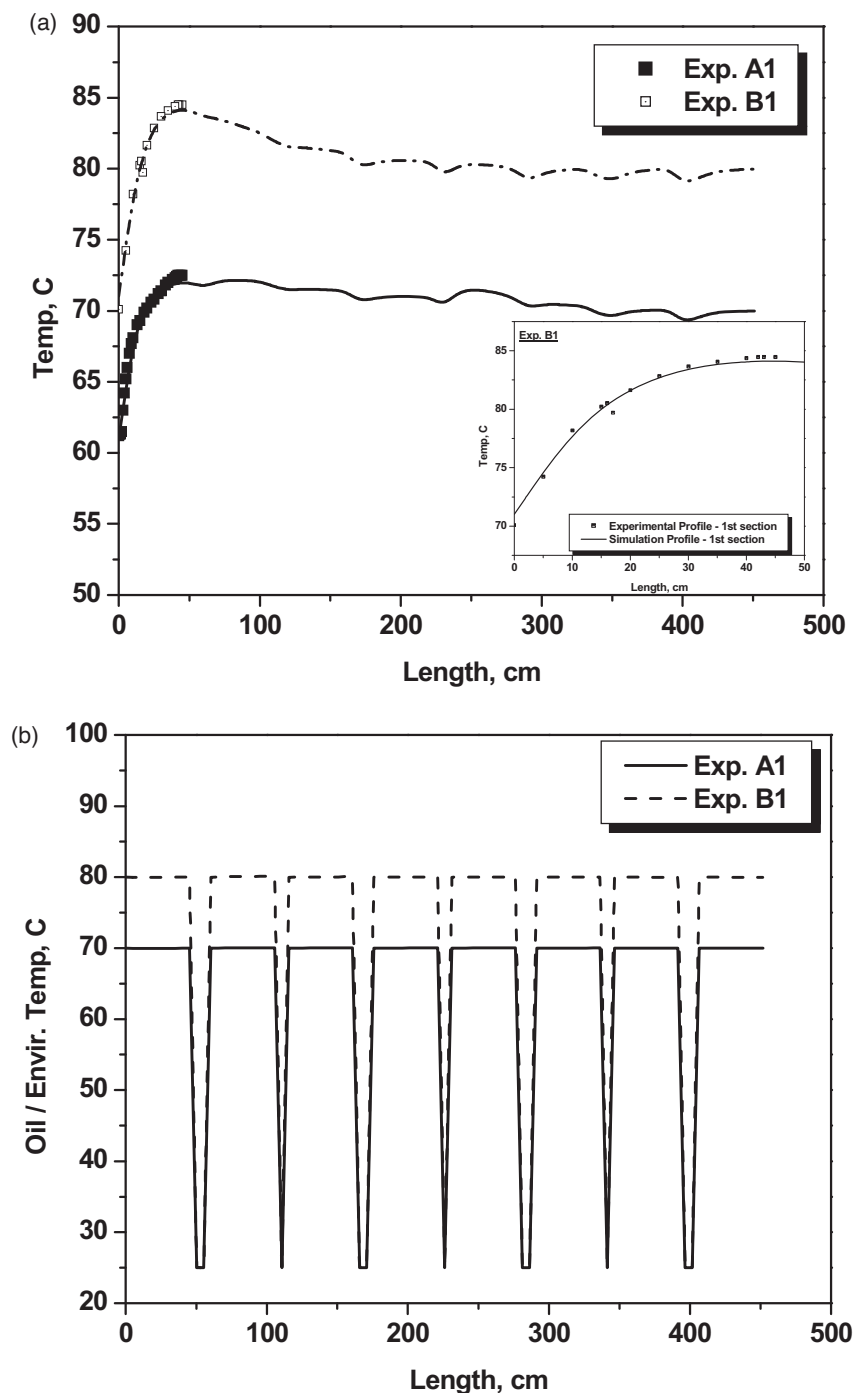 (a)
90
85
80
75
70
65
60
55
50
Temp, C
Exp. A1
Exp. B1
Exp. B1
85
80
75
70
Temp, C
Experimental Profile - 1st section
Simulation Profile - 1st section
0 10 20 30 40 50
Length, cm
0 100 200 300 400 500
Length, cm
(b)
100
90
80
70
60
50
40
30
20
Oil / Envir. Temp, C
Exp. A1
Exp. B1
0 100 200 300 400 500
Length, cm